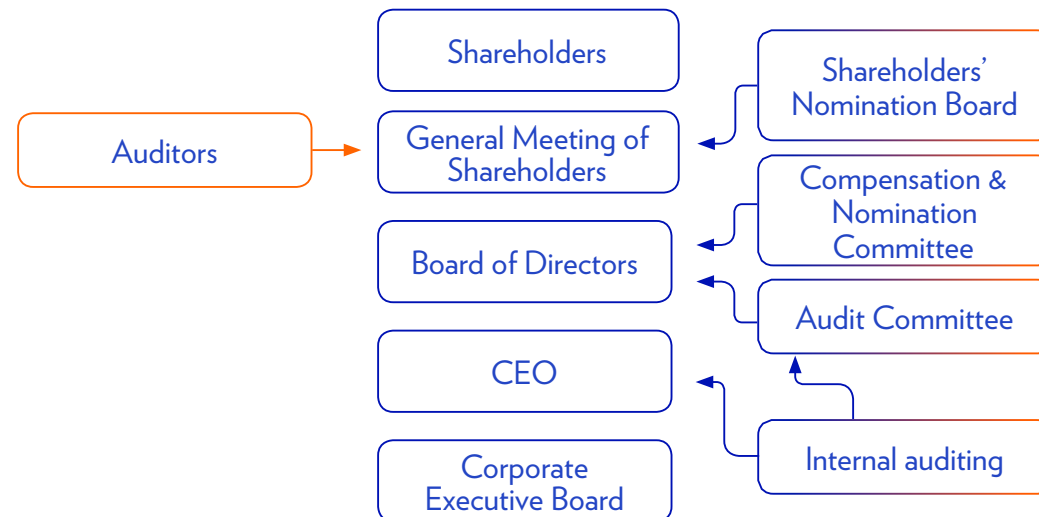 Shareholders
Shareholders’
Nomination Board
Auditors
General Meeting of
Shareholders
Compensation &
Nomination
Committee
Board of Directors
Audit Committee
CEO
Internal auditing
Corporate
Executive Board